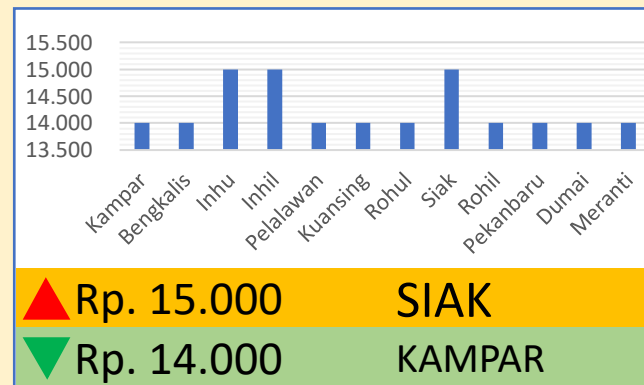 15.500
15.000
14.500
14.000
13.500
Kampar
Bengkalis
Inhu
Inhil
Pelalawan
Kuansing
Rohul
Siak
Rohil
Pekanbaru
Dumai
Meranti
Rp. 15.000 SIAK
Rp. 14.000 KAMPAR